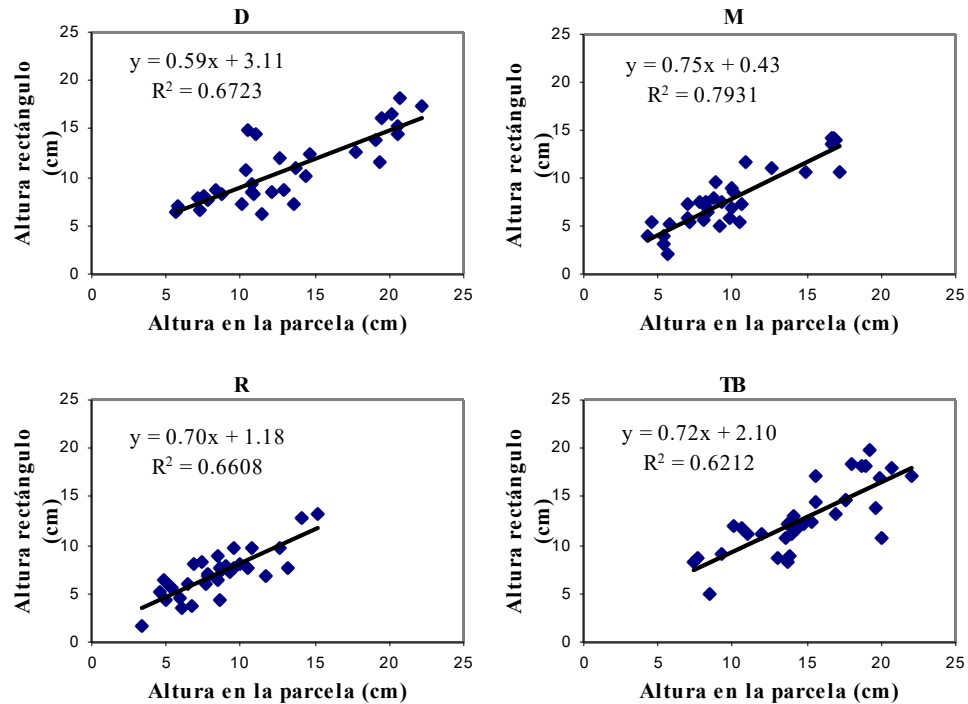 D
25
20
15
10
5
0
y = 0.59x + 3.11
R² = 0.6723
0 5 10 15 20 25
Altura rectángulo
(cm)
Altura en la parcela (cm)
M
25
20
15
10
5
0
y = 0.75x + 0.43
R² = 0.7931
0 5 10 15 20 25
Altura rectángulo
(cm)
Altura en la parcela (cm)
R
25
20
15
10
5
0
y = 0.70x + 1.18
R² = 0.6608
0 5 10 15 20 25
Altura rectángulo
(cm)
Altura en la parcela (cm)
TB
25
20
15
10
5
0
y = 0.72x + 2.10
R² = 0.6212
0 5 10 15 20 25
Altura rectángulo
(cm)
Altura en la parcela (cm)